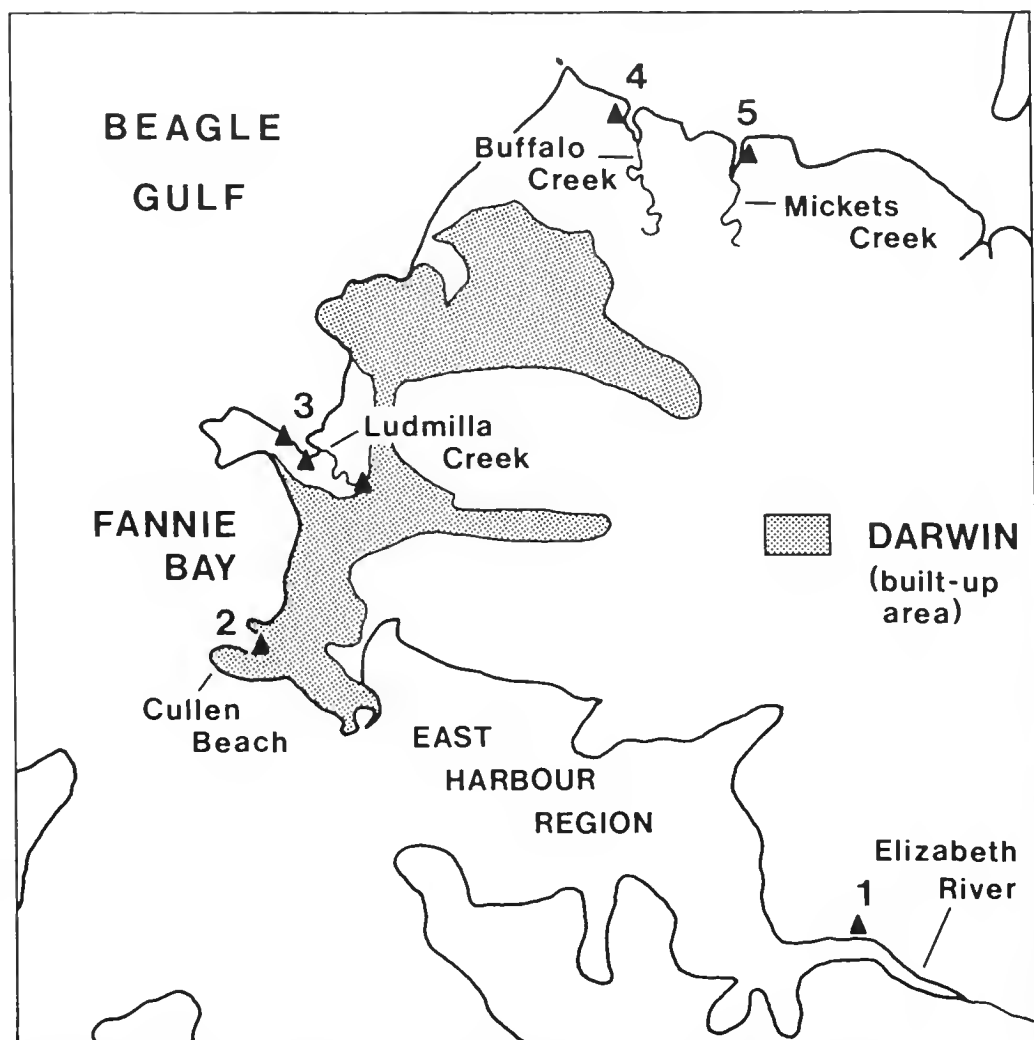 BEAGLE
GULF
4
5
Buffalo
Creek
Mickets
Creek
3
Ludmilla
Creek
FANNIE
BAY
DARWIN
(built-up
area)
2
Cullen
Beach
EAST
HARBOUR
REGION
Elizabeth
River
1